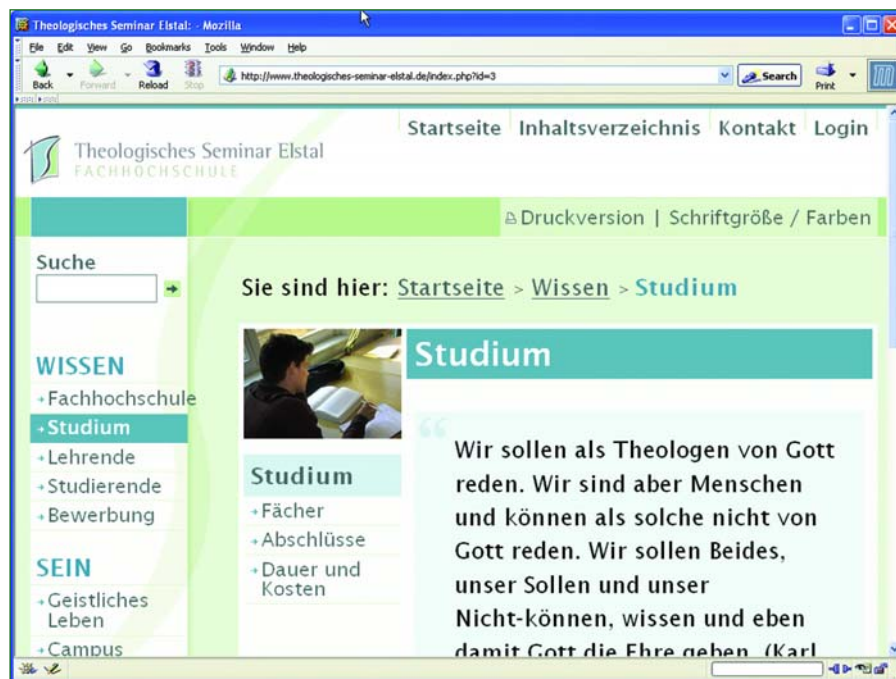 Theologisches Seminar Elstal: - Mozilla
File Edit View Go Bookmarks Tools Window Help
Back Forward Reload Stop http://www.theologisches-seminar-elstal.de/index.php?id=3 Search Print
Startseite Inhaltsverzeichnis Kontakt Login
Theologisches Seminar Elstal
FACHHOCHSCHULE
Druckversion | Schriftgröße / Farben
Suche
Sie sind hier: Startseite > Wissen > Studium
WISSEN
Fachhochschule
Studium
Lehrende
Studierende
Bewerbung
SEIN
Geistliches
Leben
Campus
Studium
Fächer
Abschlüsse
Dauer und
Kosten
Studium
Wir sollen als Theologen von Gott
reden. Wir sind aber Menschen
und können als solche nicht von
Gott reden. Wir sollen Beides,
unser Sollen und unser
Nicht-können, wissen und eben
damit Gott die Ehre geben. (Karl